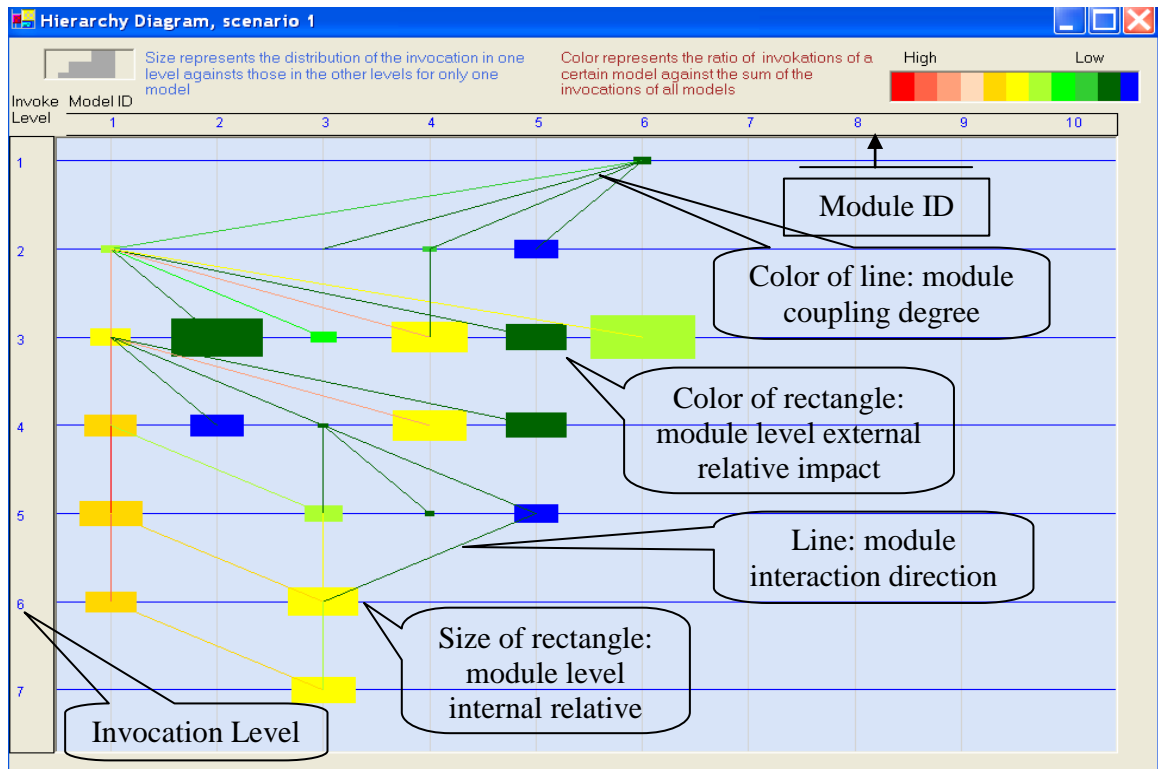 Hierarchy Diagram, scenario 1
Size represents the distribution of the invocation in one
level againsts those in the other levels for only one
model
Color represents the ratio of invokations of a
certain model against the sum of the
invocations of all models
High Low
Invoke Model ID
Level
1 2 3 4 5 6 7 8 9 10
1
Module ID
2
Color of line: module
coupling degree
3
Color of rectangle:
module level external
relative impact
4
5
Line: module
interaction direction
6
Size of rectangle:
module level
internal relative
7
Invocation Level